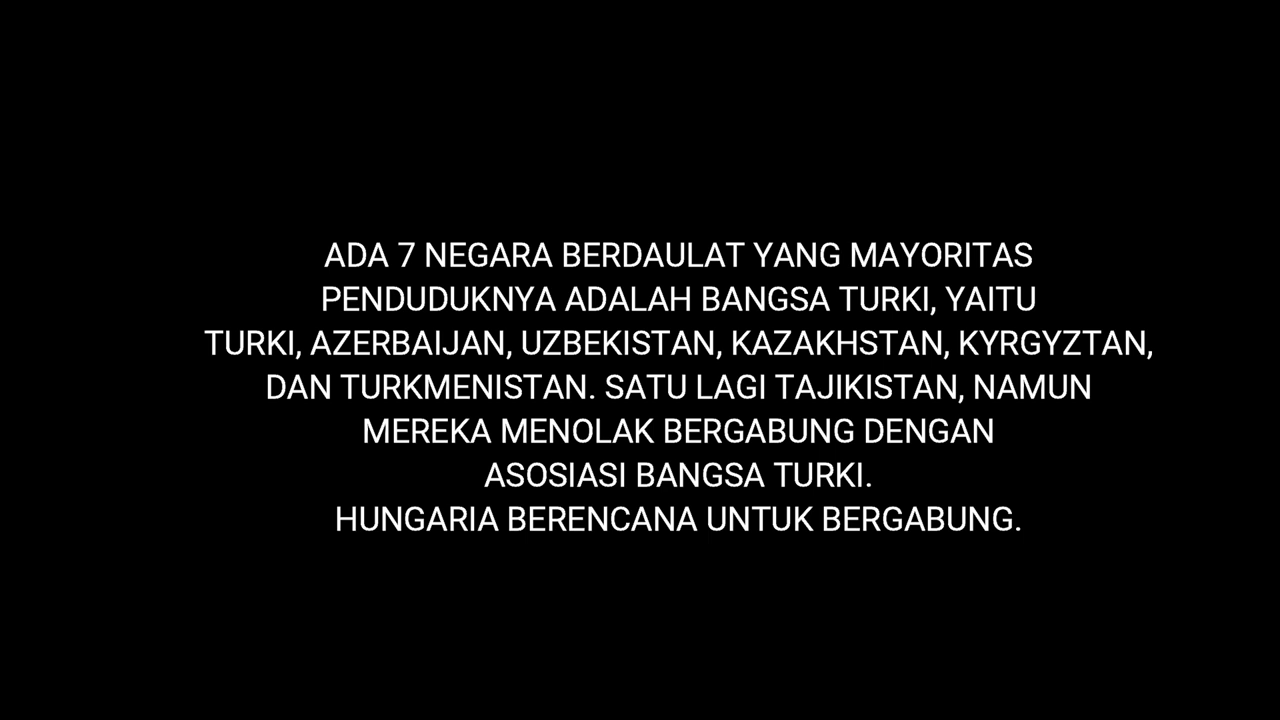 ADA 7 NEGARA BERDAULAT YANG MAYORITAS
PENDUDUKNYA ADALAH BANGSA TURKI, YAITU
TURKI, AZERBAIJAN, UZBEKISTAN, KAZAKHSTAN, KYRGYZTAN,
DAN TURKMENISTAN. SATU LAGI TAJIKISTAN, NAMUN
MEREKA MENOLAK BERGABUNG DENGAN
ASOSIASI BANGSA TURKI.
HUNGARIA BERENCANA UNTUK BERGABUNG.